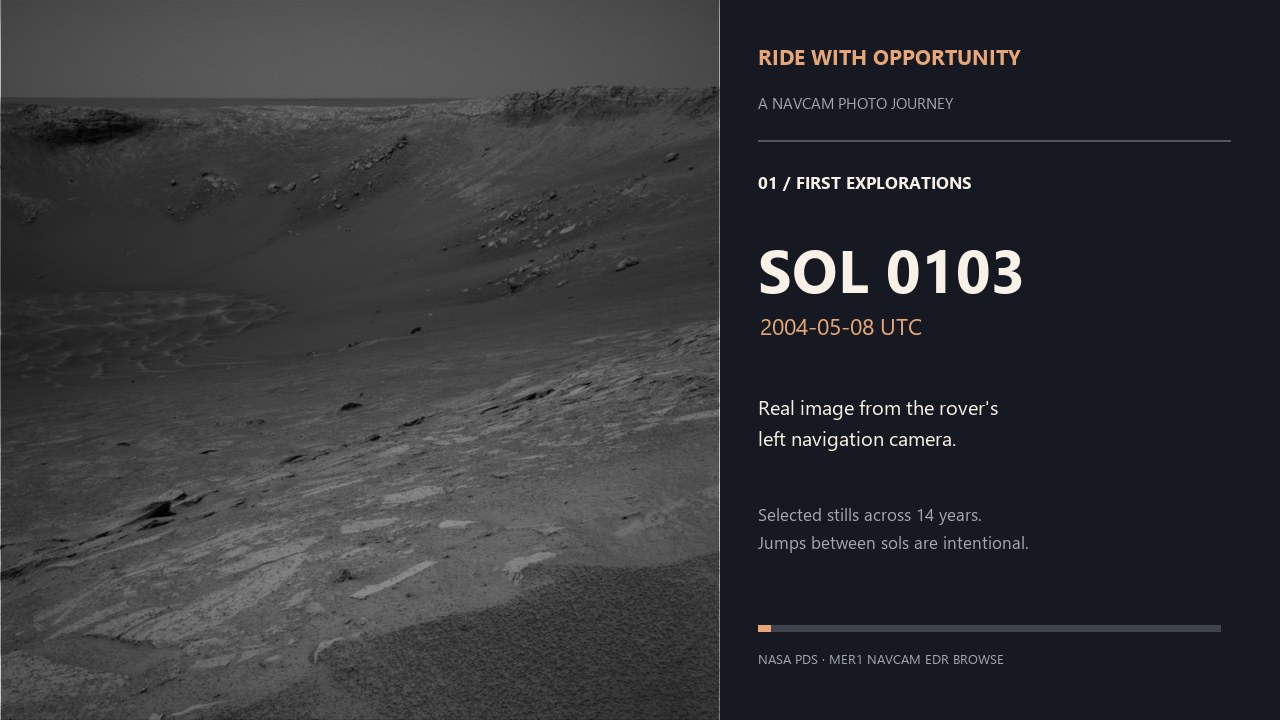 RIDE WITH OPPORTUNITY
A NAVCAM PHOTO JOURNEY
01 / FIRST EXPLORATIONS
SOL 0103
2004-05-08 UTC
Real image from the rover's
left navigation camera.
Selected stills across 14 years.
Jumps between sols are intentional.
NASA PDS · MER1 NAVCAM EDR BROWSE